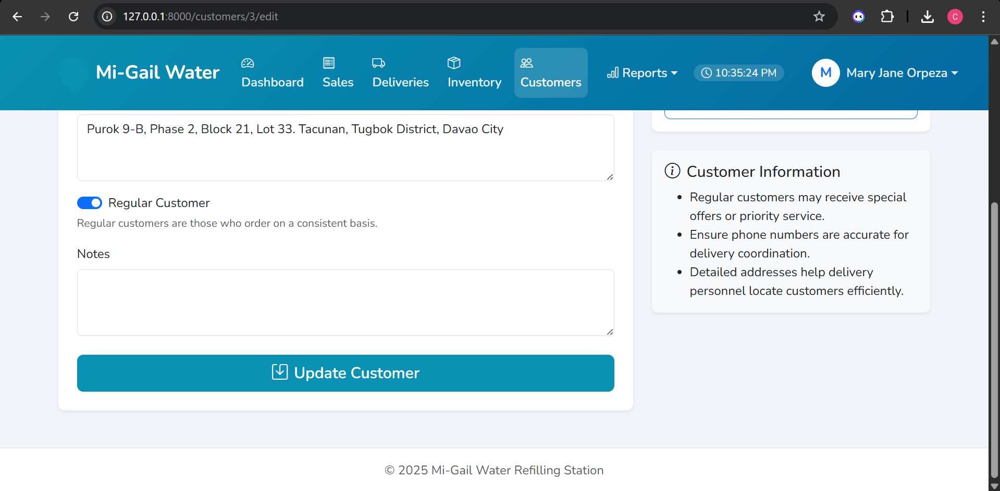 127.0.0.1:8000/customers/3/edit
C
Mi-Gail Water
Dashboard
Sales
Deliveries
Inventory
Customers
Reports
10:35:24 PM
M
Mary Jane Orpeza
Purok 9-B, Phase 2, Block 21, Lot 33. Tacunan, Tugbok District, Davao City
Regular Customer
Regular customers are those who order on a consistent basis.
Notes
Update Customer
Customer Information
Regular customers may receive special
offers or priority service.
Ensure phone numbers are accurate for
delivery coordination.
Detailed addresses help delivery
personnel locate customers efficiently.
© 2025 Mi-Gail Water Refilling Station